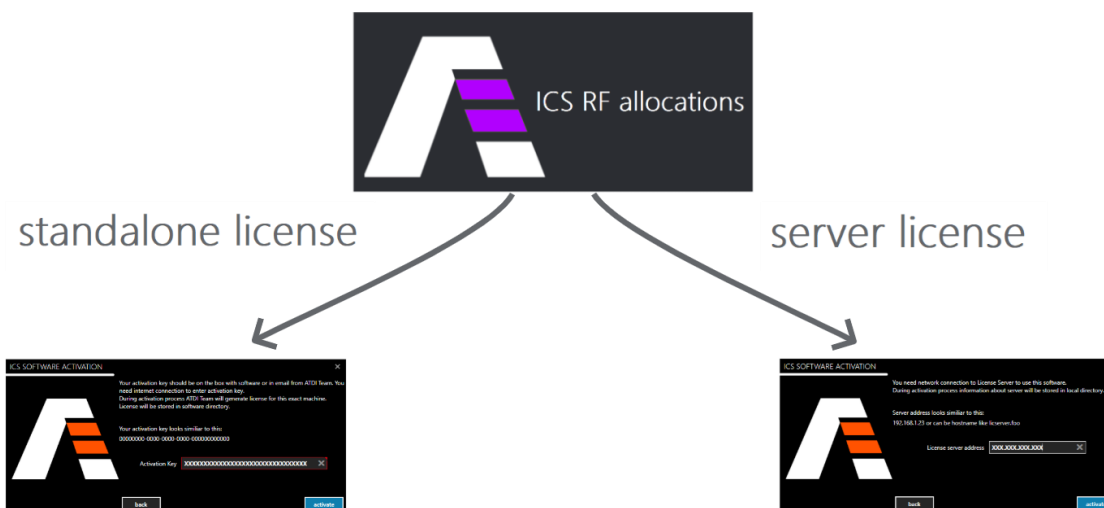 ICS RF allocations
standalone license
server license
ICS SOFTWARE ACTIVATION
Your activation key should be on the box with software or in email from ATDI Team. You
need internet connection to enter activation key.
During activation process ATDI Team will generate license for this exact machine.
License will be stored in software directory.
Your activation key looks similar to this:
00000000-0000-0000-0000-000000000000
Activation Key XXXXXXXXXXXXXXXXXXXXXXXXXXXXXXXX
back
activate
ICS SOFTWARE ACTIVATION
You need network connection to License Server to use this software.
During activation process information about server will be stored in local directory.
Server address looks similiar to this:
192.168.1.23 or can be hostname like licserver.foo
License server address XXX.XXX.XXX.XXX
back
activate